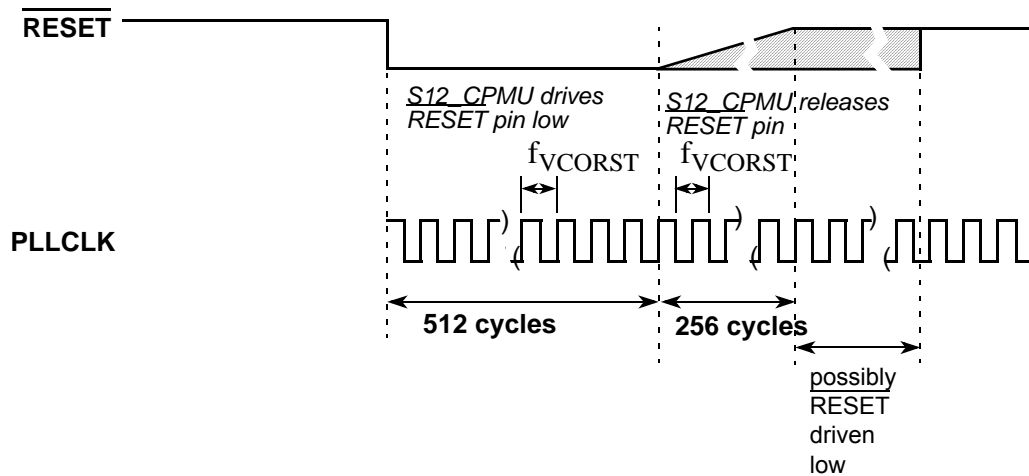 RESET
S12_CPMU drives
RESET pin low
S12_CPMU releases
RESET pin
fVCORST
fVCORST
PLLCLK
512 cycles
256 cycles
possibly
RESET
driven
low